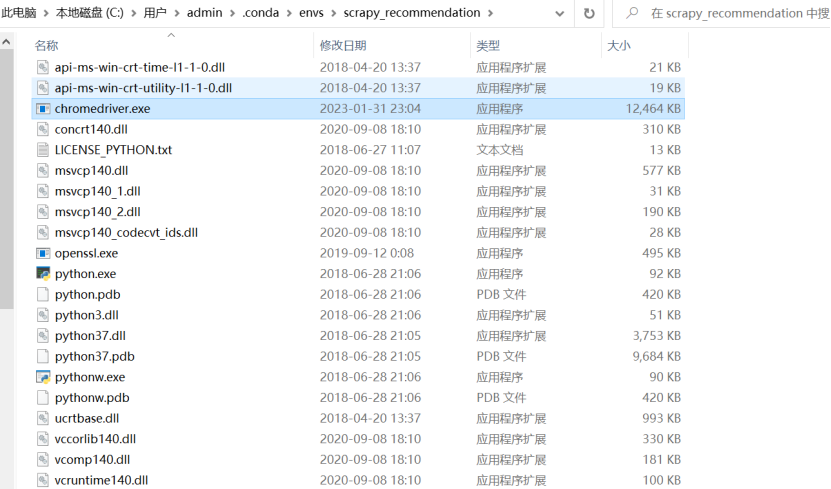 此电脑 > 本地磁盘 (C:) > 用户 > admin > .conda > envs > scrapy_recommendation > 在 scrapy_recommendation 中搜
名称 修改日期 类型 大小
api-ms-win-crt-time-l1-1-0.dll 2018-04-20 13:37 应用程序扩展 21 KB
api-ms-win-crt-utility-l1-1-0.dll 2018-04-20 13:37 应用程序扩展 19 KB
chromedriver.exe 2023-01-31 23:04 应用程序 12,464 KB
concrt140.dll 2020-09-08 18:10 应用程序扩展 310 KB
LICENSE_PYTHON.txt 2018-06-27 11:07 文本文档 13 KB
msvcp140.dll 2020-09-08 18:10 应用程序扩展 577 KB
msvcp140_1.dll 2020-09-08 18:10 应用程序扩展 31 KB
msvcp140_2.dll 2020-09-08 18:10 应用程序扩展 190 KB
msvcp140_codecvt_ids.dll 2020-09-08 18:10 应用程序扩展 28 KB
openssl.exe 2019-09-12 0:08 应用程序 495 KB
python.exe 2018-06-28 21:06 应用程序 92 KB
python.pdb 2018-06-28 21:06 PDB 文件 420 KB
python3.dll 2018-06-28 21:06 应用程序扩展 51 KB
python37.dll 2018-06-28 21:05 应用程序扩展 3,753 KB
python37.pdb 2018-06-28 21:05 PDB 文件 9,684 KB
pythonw.exe 2018-06-28 21:06 应用程序 90 KB
pythonw.pdb 2018-06-28 21:06 PDB 文件 420 KB
ucrtbase.dll 2018-04-20 13:37 应用程序扩展 993 KB
vccorlib140.dll 2020-09-08 18:10 应用程序扩展 330 KB
vcomp140.dll 2020-09-08 18:10 应用程序扩展 181 KB
vcruntime140.dll 2020-09-08 18:10 应用程序扩展 100 KB